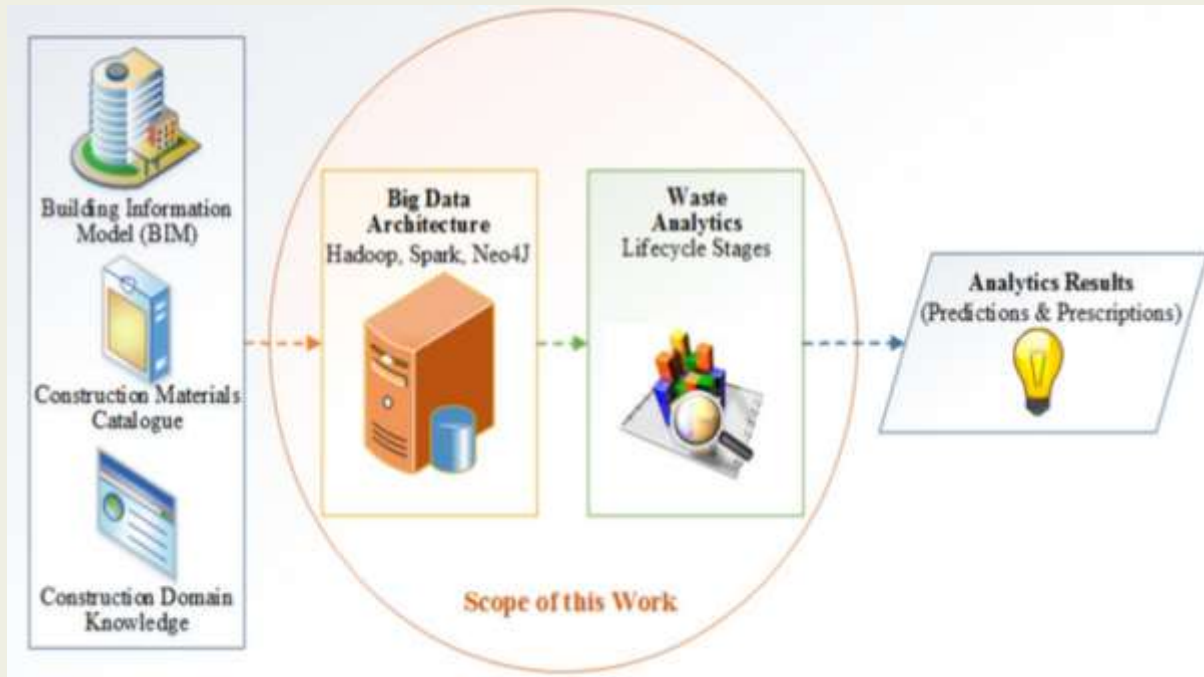 Building Information
Model (BIM)
Construction Materials
Catalogue
Construction Domain
Knowledge
Big Data
Architecture
Hadoop, Spark, Neo4J
Waste
Analytics
Lifecycle Stages
Analytics Results
(Predictions & Prescriptions)
Scope of this Work